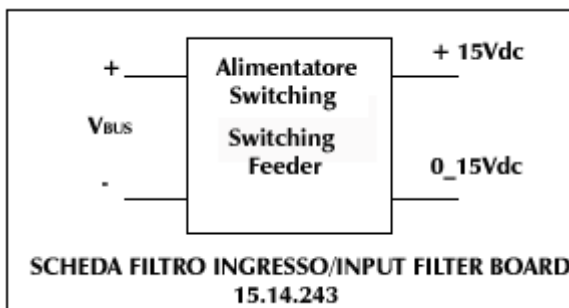 +
VBUS
-
Alimentatore
Switching
Switching
Feeder
+ 15Vdc
0_15Vdc
SCHEDA FILTRO INGRESSO/INPUT FILTER BOARD
15.14.243